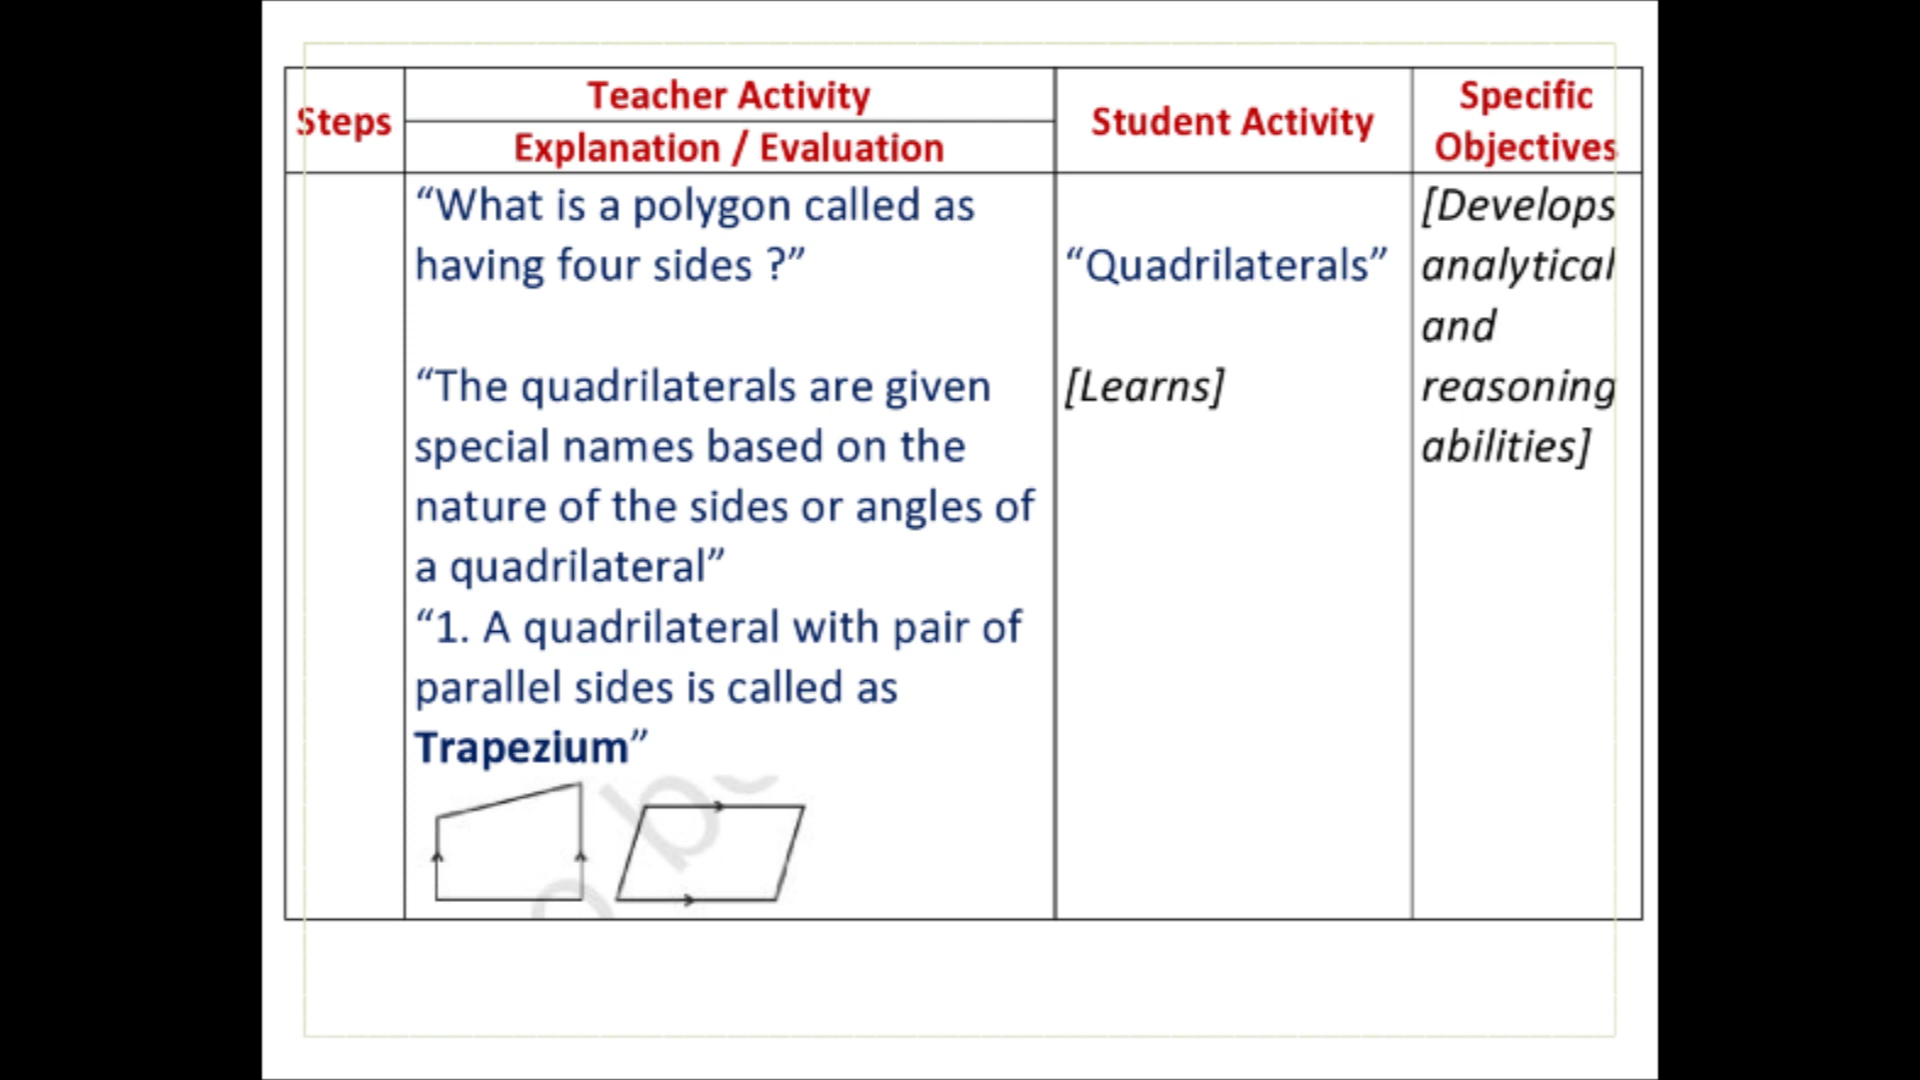 Steps
Teacher Activity
Explanation / Evaluation
Student Activity
Specific
Objectives
“What is a polygon called as
having four sides ?”
“The quadrilaterals are given
special names based on the
nature of the sides or angles of
a quadrilateral”
“1. A quadrilateral with pair of
parallel sides is called as
Trapezium”
“Quadrilaterals”
[Learns]
[Develops
analytical
and
reasoning
abilities]